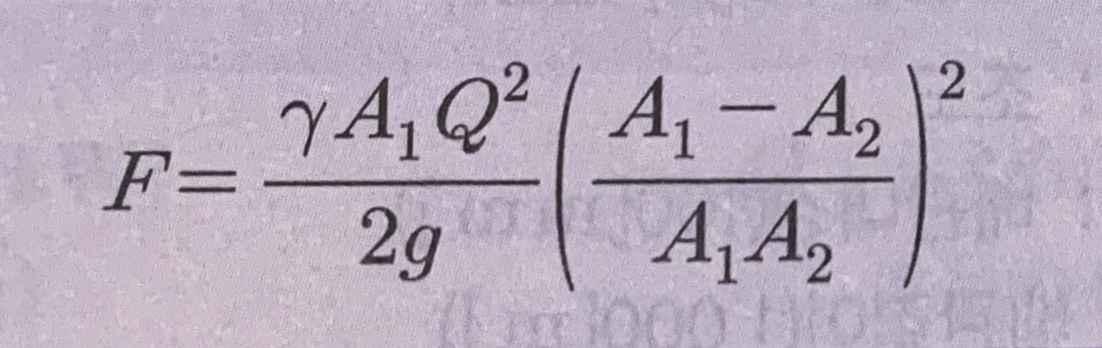 F = \frac{\gamma A_1 Q^2}{2g} \left( \frac{A_1 - A_2}{A_1 A_2} \right)^2